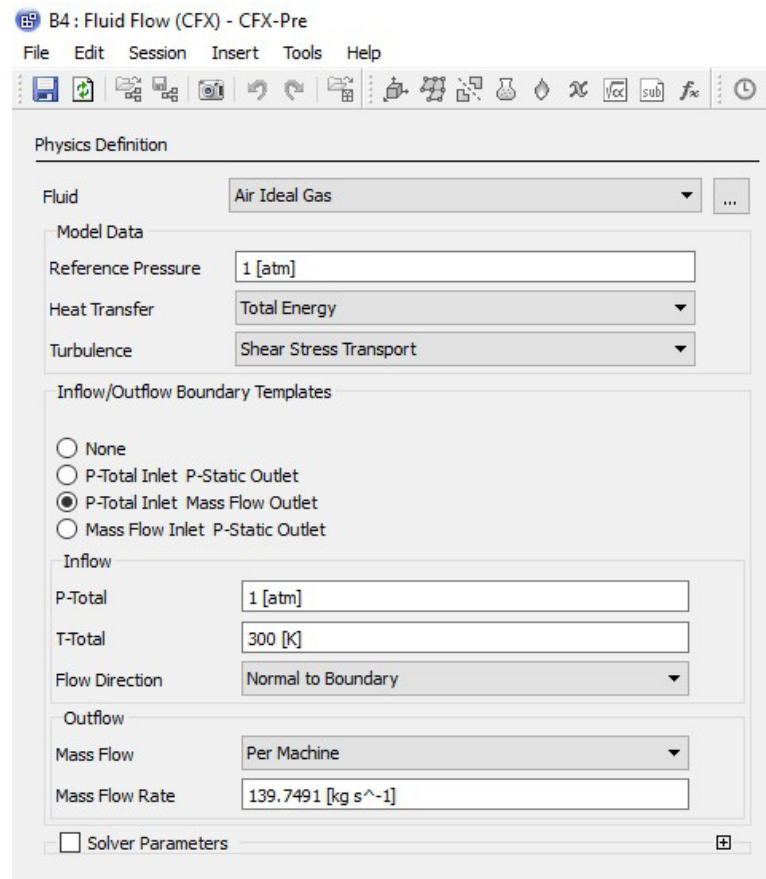 B4 : Fluid Flow (CFX) - CFX-Pre
File Edit Session Insert Tools Help
√α sub fx
Physics Definition
Fluid Air Ideal Gas ...
Model Data
Reference Pressure 1 [atm]
Heat Transfer Total Energy
Turbulence Shear Stress Transport
Inflow/Outflow Boundary Templates
None
P-Total Inlet P-Static Outlet
P-Total Inlet Mass Flow Outlet
Mass Flow Inlet P-Static Outlet
Inflow
P-Total 1 [atm]
T-Total 300 [K]
Flow Direction Normal to Boundary
Outflow
Mass Flow Per Machine
Mass Flow Rate 139.7491 [kg s^-1]
Solver Parameters